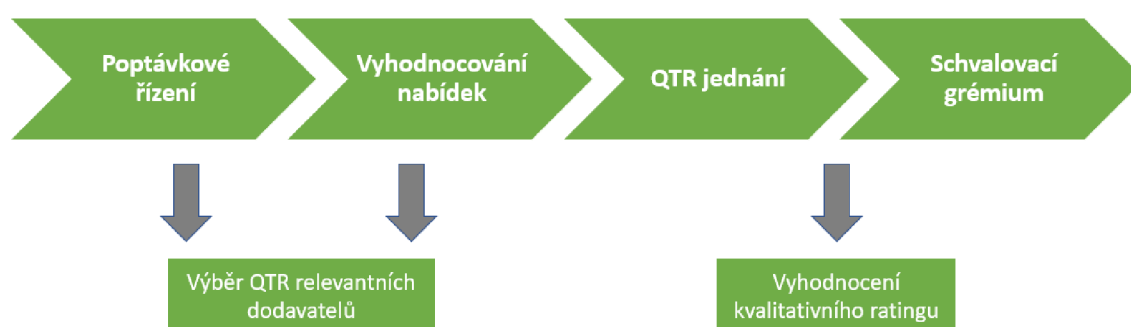 Poptávkové
řízení
Vyhodnocování
nabídek
QTR jednání
Schvalovací
grémium
Výběr QTR relevantních
dodavatelů
Vyhodnocení
kvalitativního ratingu